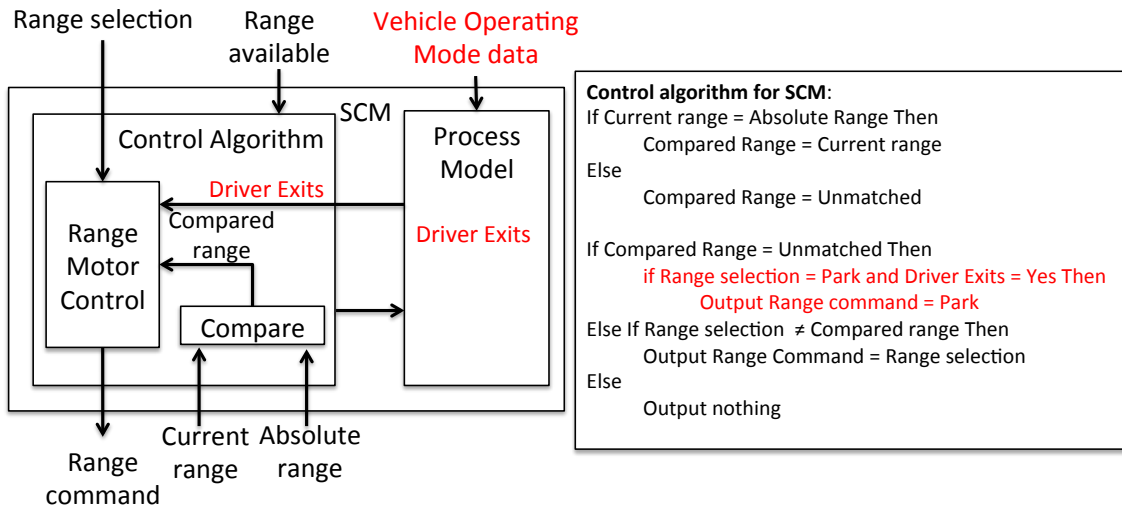 Range selection
Range
available
Vehicle Operating
Mode data
SCM
Control Algorithm
Process
Model
Driver Exits
Driver Exits
Compared
range
Range
Motor
Control
Compare
Current
range
Absolute
range
Range
command
Control algorithm for SCM:
If Current range = Absolute Range Then
Compared Range = Current range
Else
Compared Range = Unmatched
If Compared Range = Unmatched Then
if Range selection = Park and Driver Exits = Yes Then
Output Range command = Park
Else If Range selection ≠ Compared range Then
Output Range Command = Range selection
Else
Output nothing